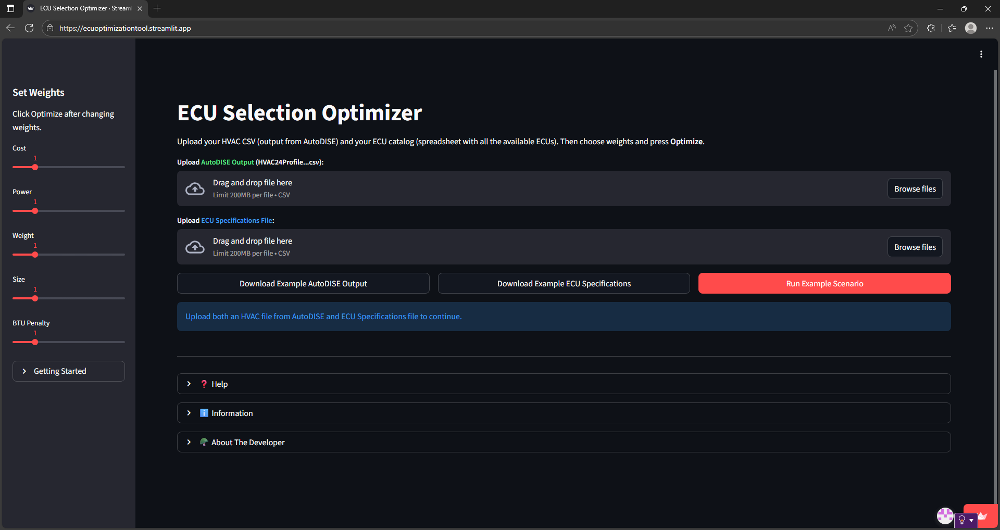 ECU Selection Optimizer · Streaml
https://ecuoptimizationtool.streamlit.app
Set Weights
Click Optimize after changing
weights.
Cost
1
Power
1
Weight
1
Size
1
BTU Penalty
1
Getting Started
ECU Selection Optimizer
Upload your HVAC CSV (output from AutoDISE) and your ECU catalog (spreadsheet with all the available ECUs). Then choose weights and press Optimize.
Upload AutoDISE Output (HVAC24Profile...csv):
Drag and drop file here
Limit 200MB per file • CSV
Browse files
Upload ECU Specifications File:
Drag and drop file here
Limit 200MB per file • CSV
Browse files
Download Example AutoDISE Output
Download Example ECU Specifications
Run Example Scenario
Upload both an HVAC file from AutoDISE and ECU Specifications file to continue.
❓ Help
ℹ️ Information
🪖 About The Developer